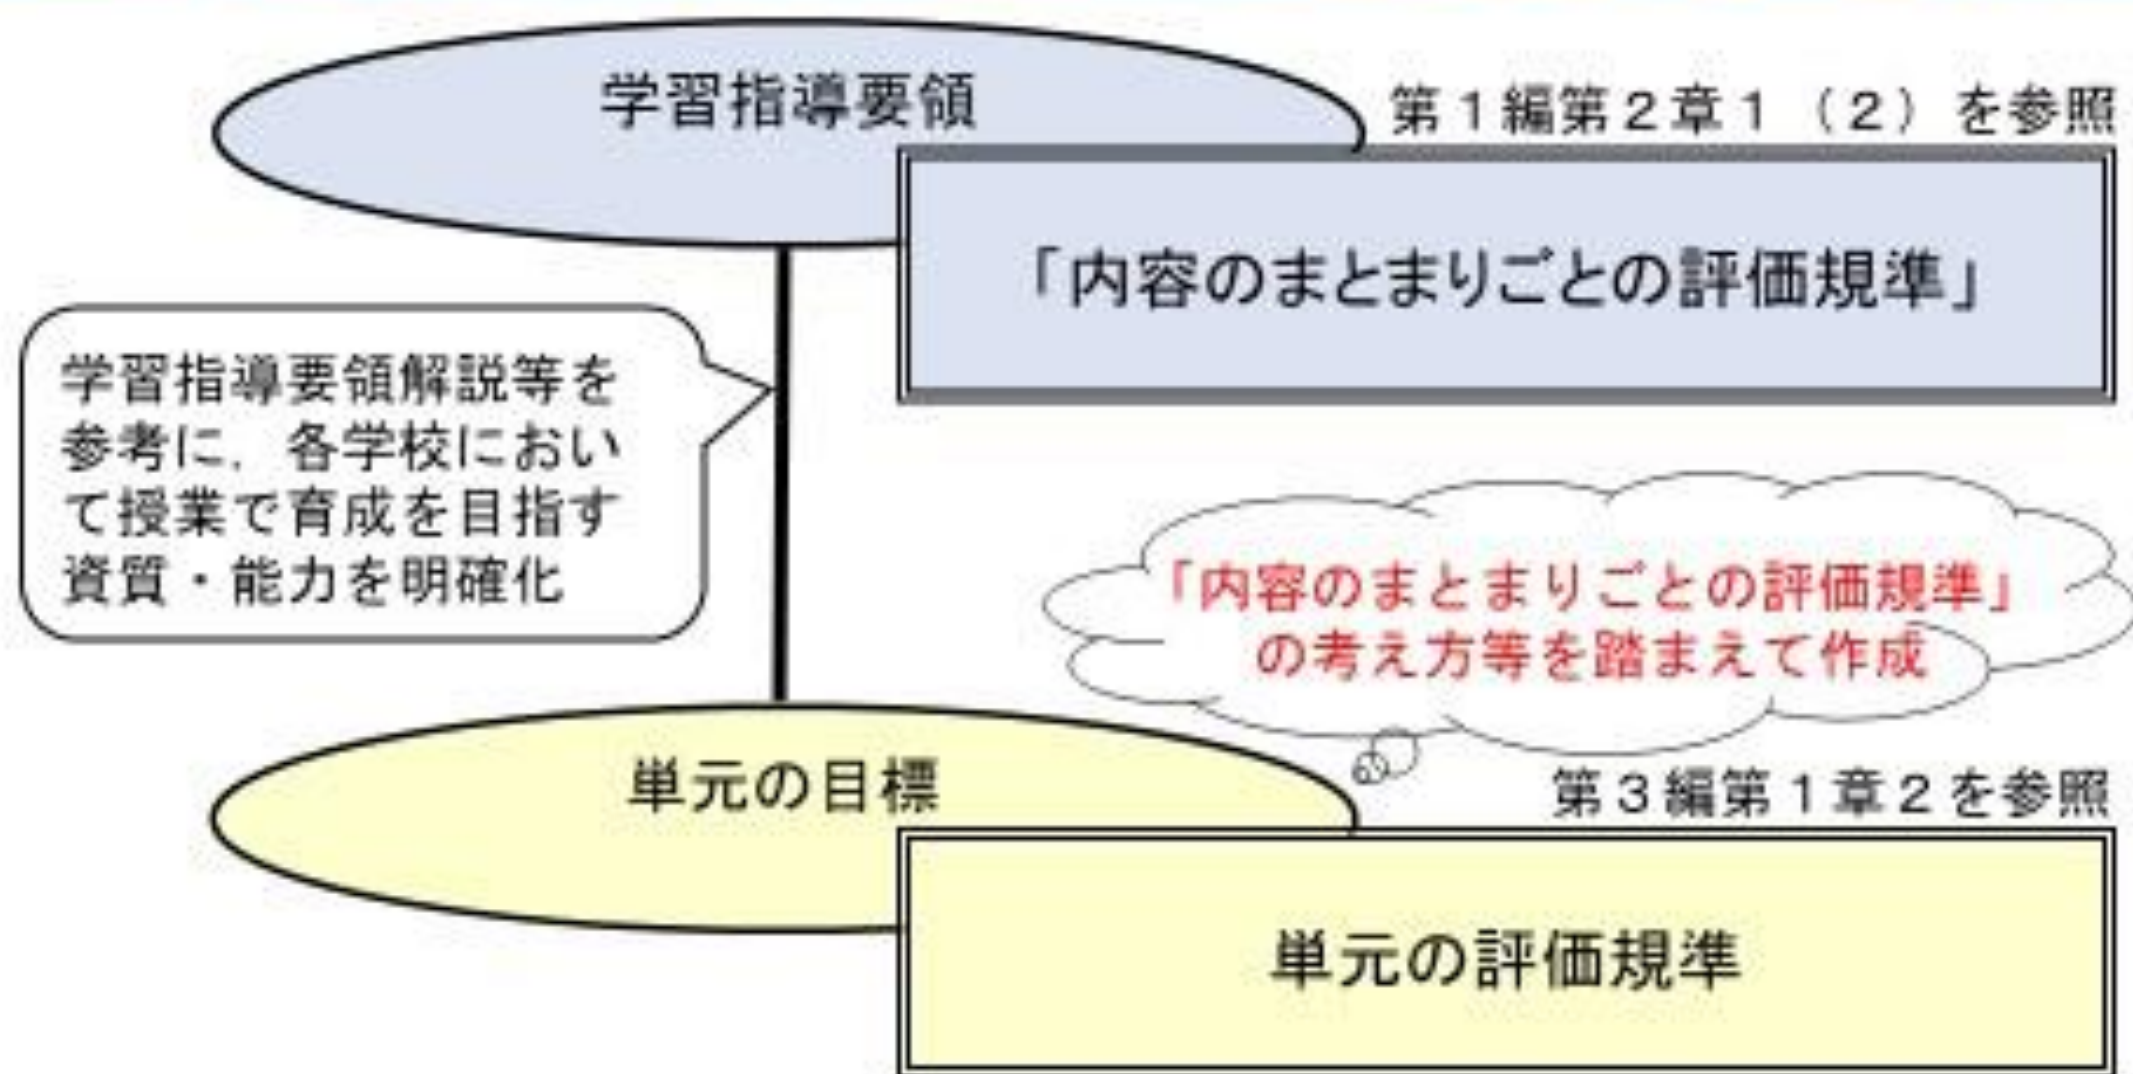 学習指導要領
第１編第２章１（２）を参照
「内容のまとまりごとの評価規準」
学習指導要領解説等を
参考に，各学校におい
て授業で育成を目指す
資質・能力を明確化
「内容のまとまりごとの評価規準」
の考え方等を踏まえて作成
単元の目標
第３編第１章２を参照
単元の評価規準